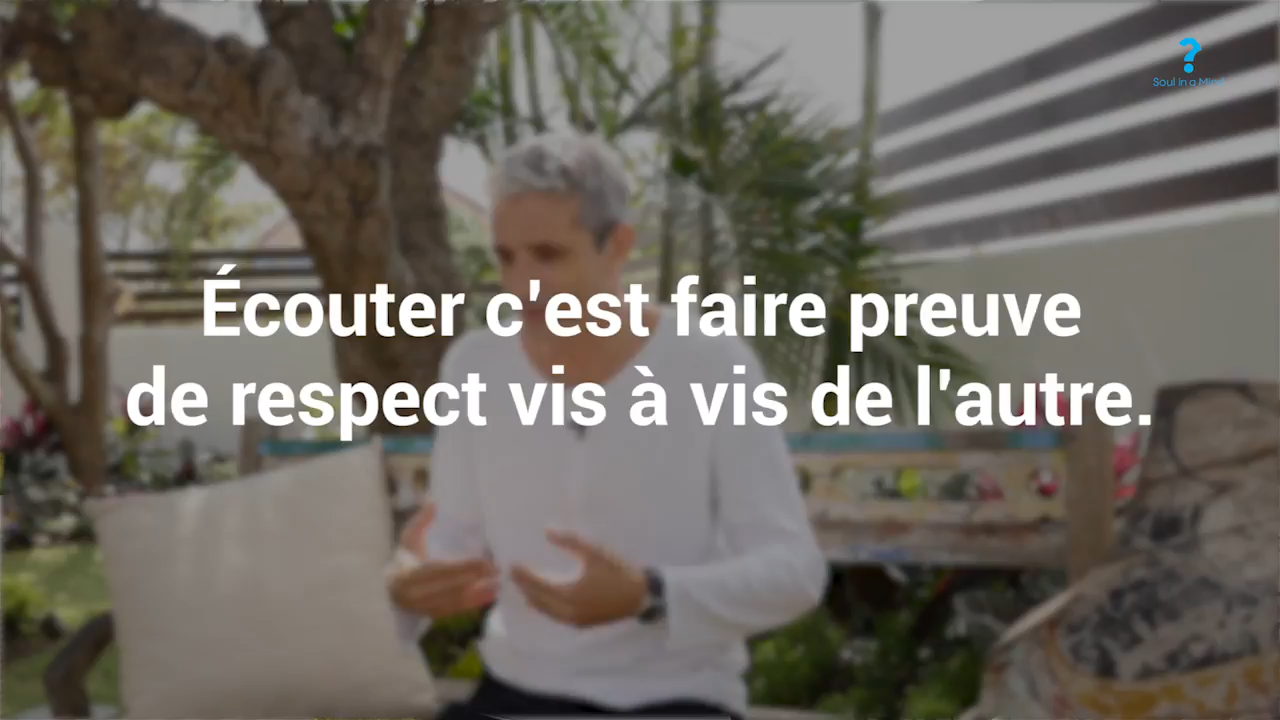 ?
Soul In a Mind
Écouter c'est faire preuve
de respect vis à vis de l'autre.